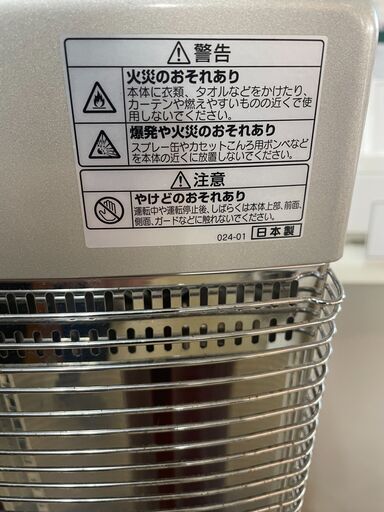 警告
火災のおそれあり
本体に衣類、タオルなどをかけたり、
カーテンや燃えやすいものの近くで使
用しないでください。
爆発や火災のおそれあり
スプレー缶やカセットこんろ用ボンベなど
を本体の近くに放置しないでください。
注意
やけどのおそれあり
運転中や運転停止後、しばらくは本体上部、前面、
側面、ガードなどに触れないでください。
024-01 日本製